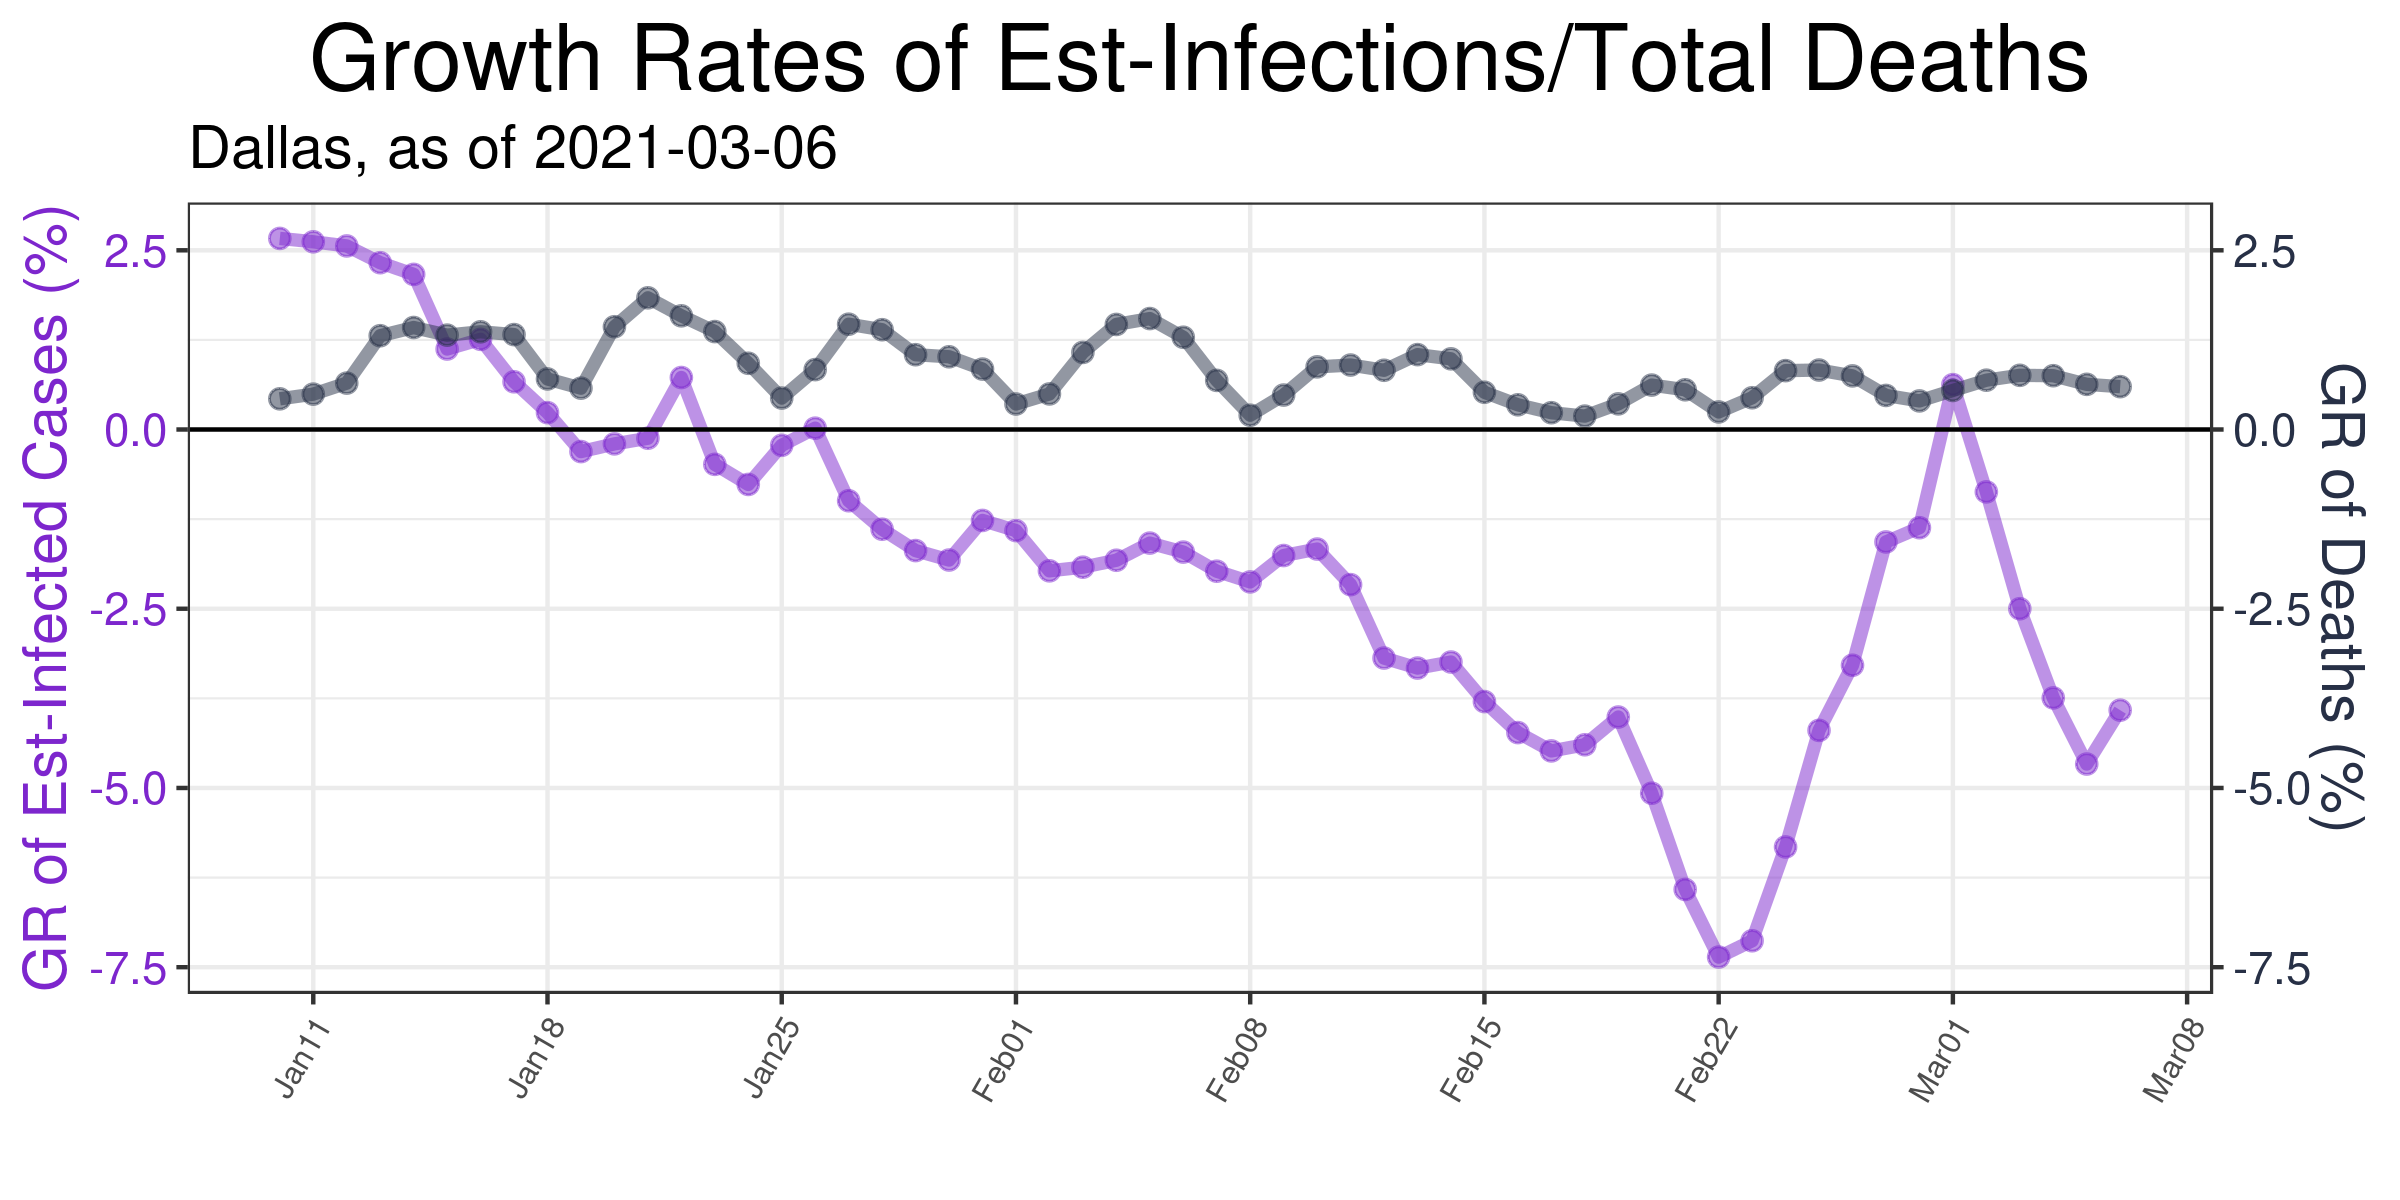 Growth Rates of Est-Infections/Total Deaths
Dallas, as of 2021-03-06
GR of Est-Infected Cases (%)
2.5
0.0
-2.5
-5.0
-7.5
2.5
0.0
-2.5
-5.0
-7.5
GR of Deaths (%)
Jan11
Jan18
Jan25
Feb01
Feb08
Feb15
Feb22
Mar01
Mar08